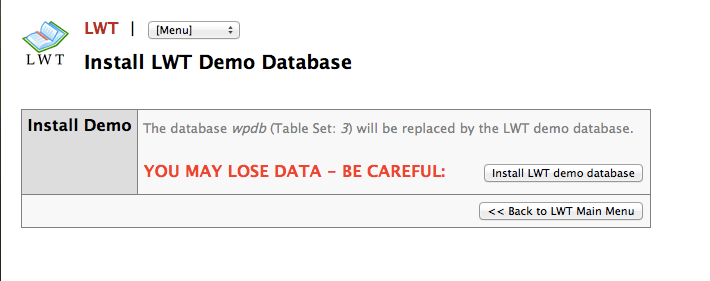 LWT | [Menu]
LWT
Install LWT Demo Database
Install Demo
The database wpdb (Table Set: 3) will be replaced by the LWT demo database.
YOU MAY LOSE DATA - BE CAREFUL: Install LWT demo database
<< Back to LWT Main Menu